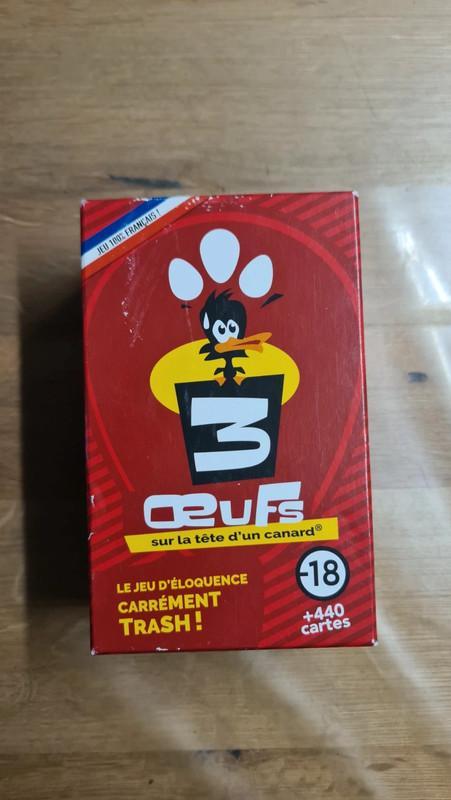 JEU 100% FRANÇAIS !
3
ŒUFS
sur la tête d'un canard®
LE JEU D'ÉLOQUENCE
CARRÉMENT
TRASH !
-18
+440
cartes